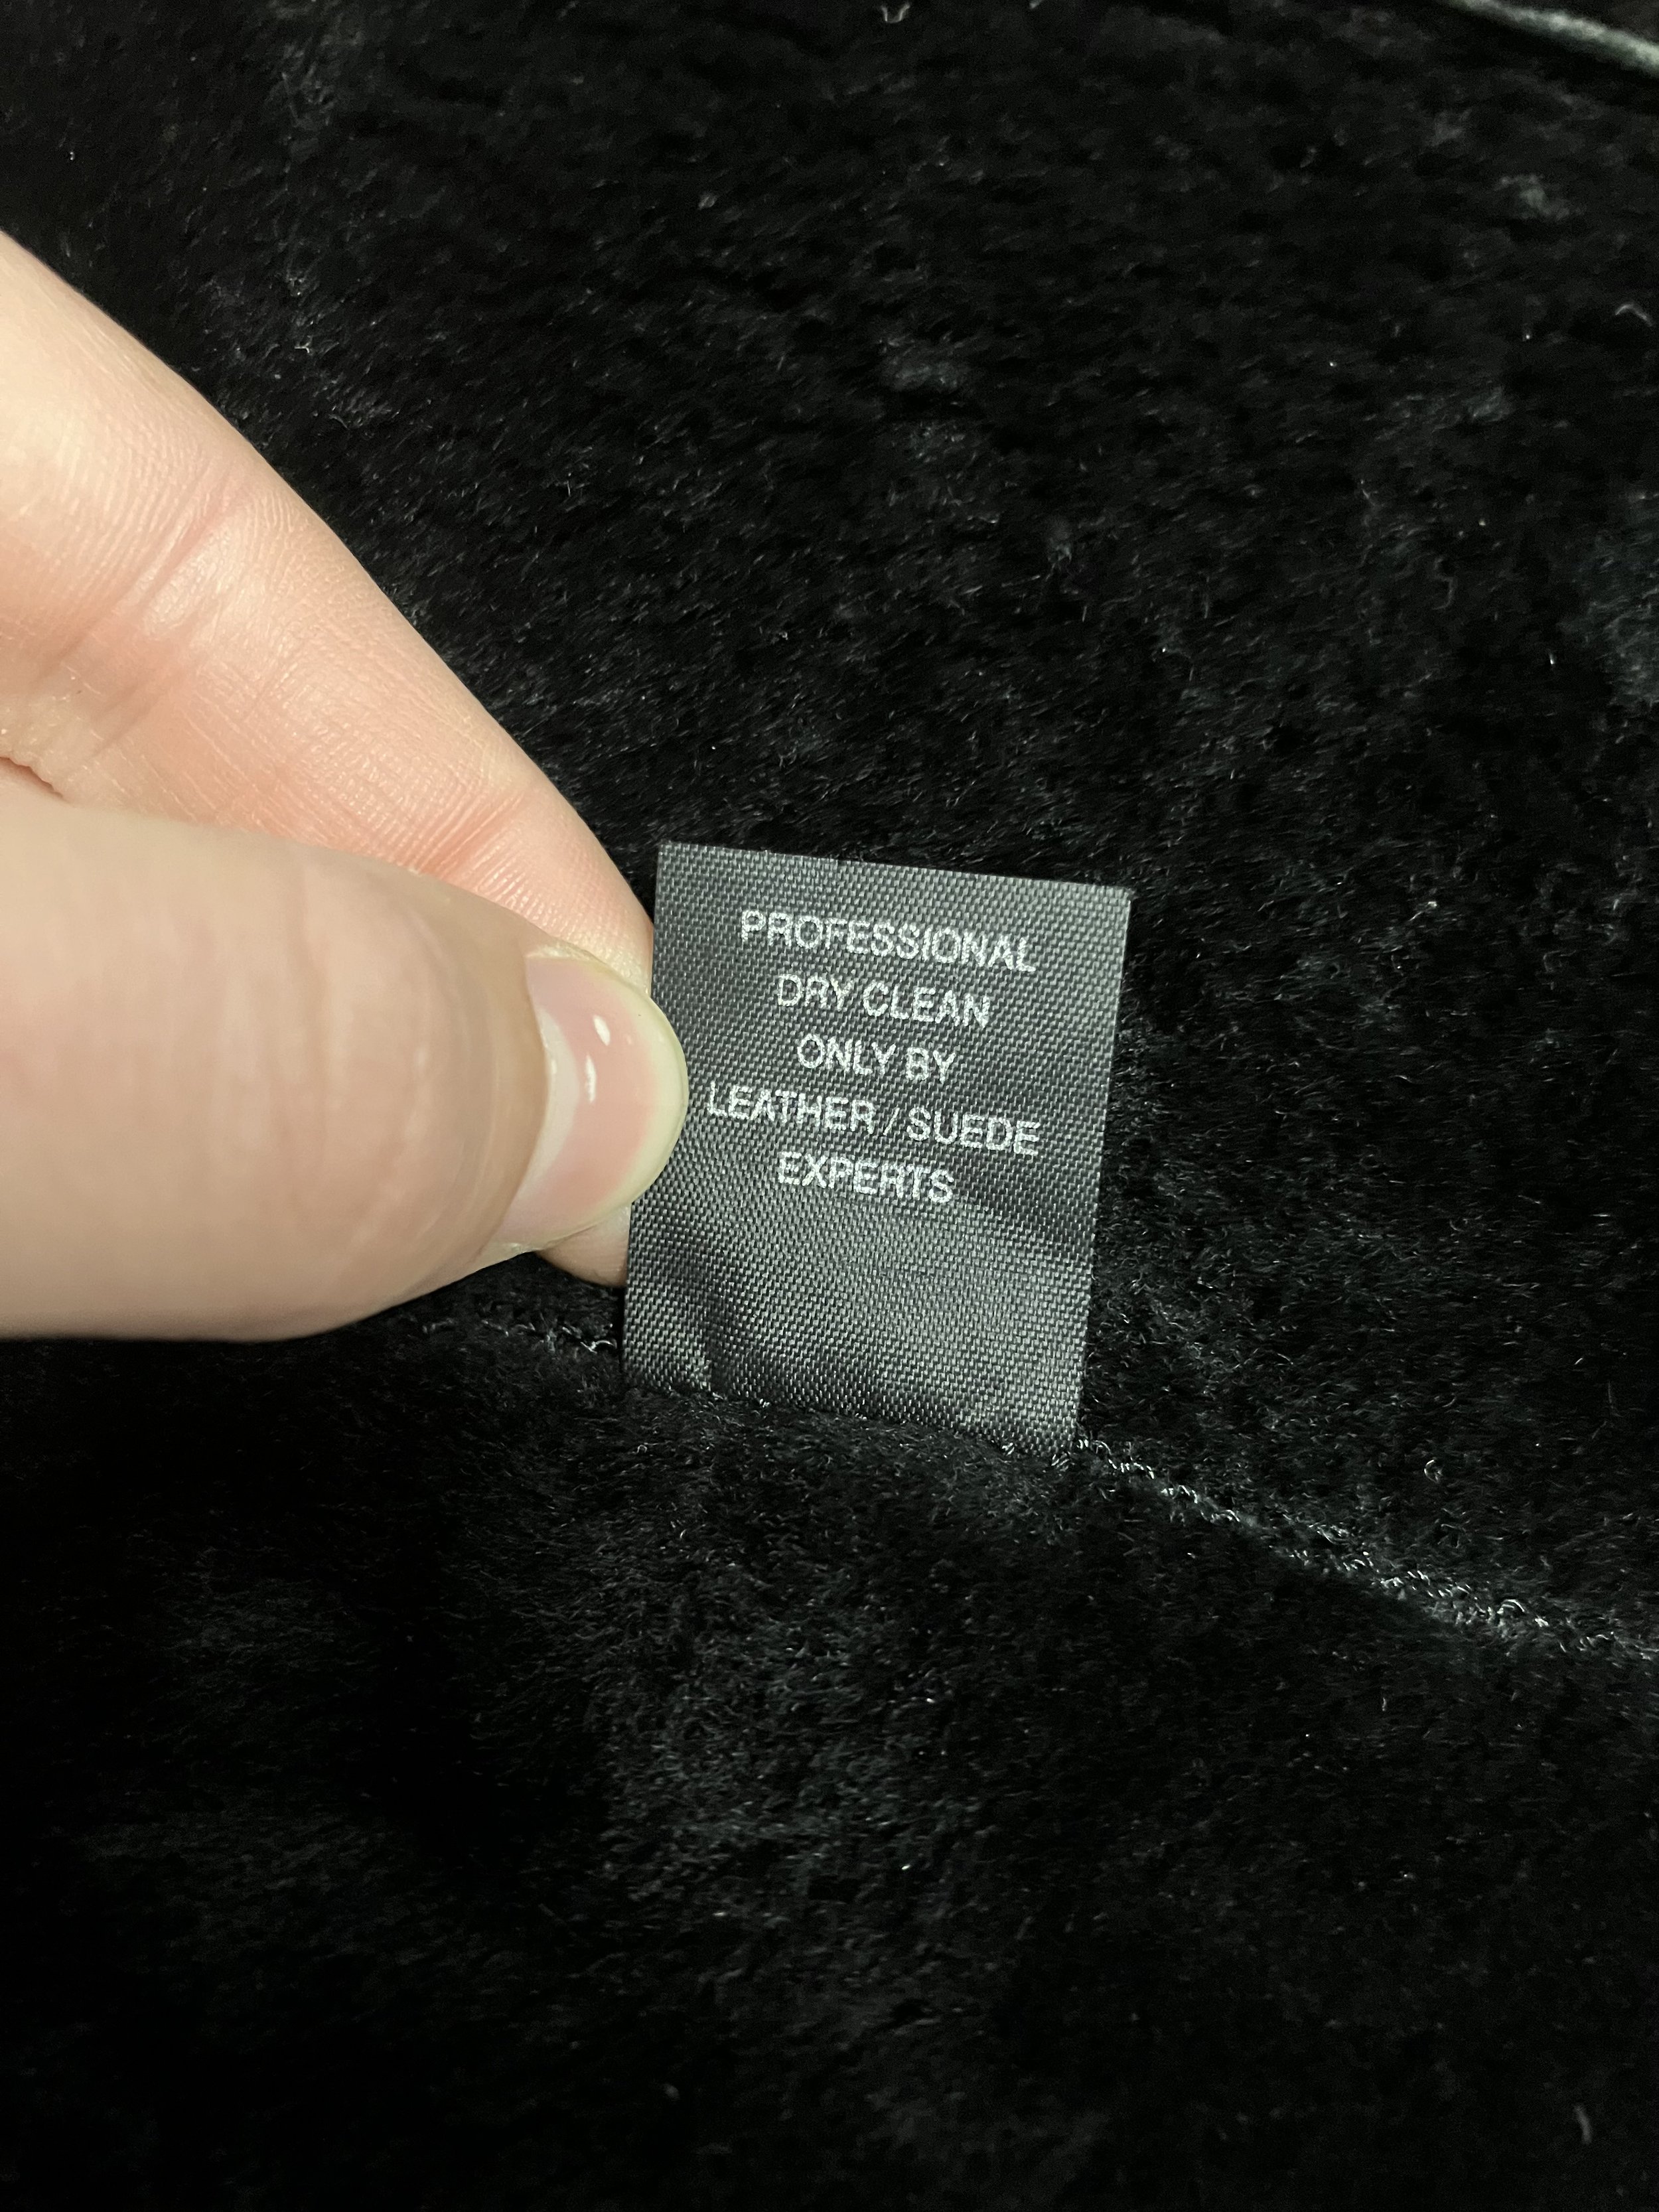 PROFESSIONAL
DRY CLEAN
ONLY BY
LEATHER / SUEDE
EXPERTS